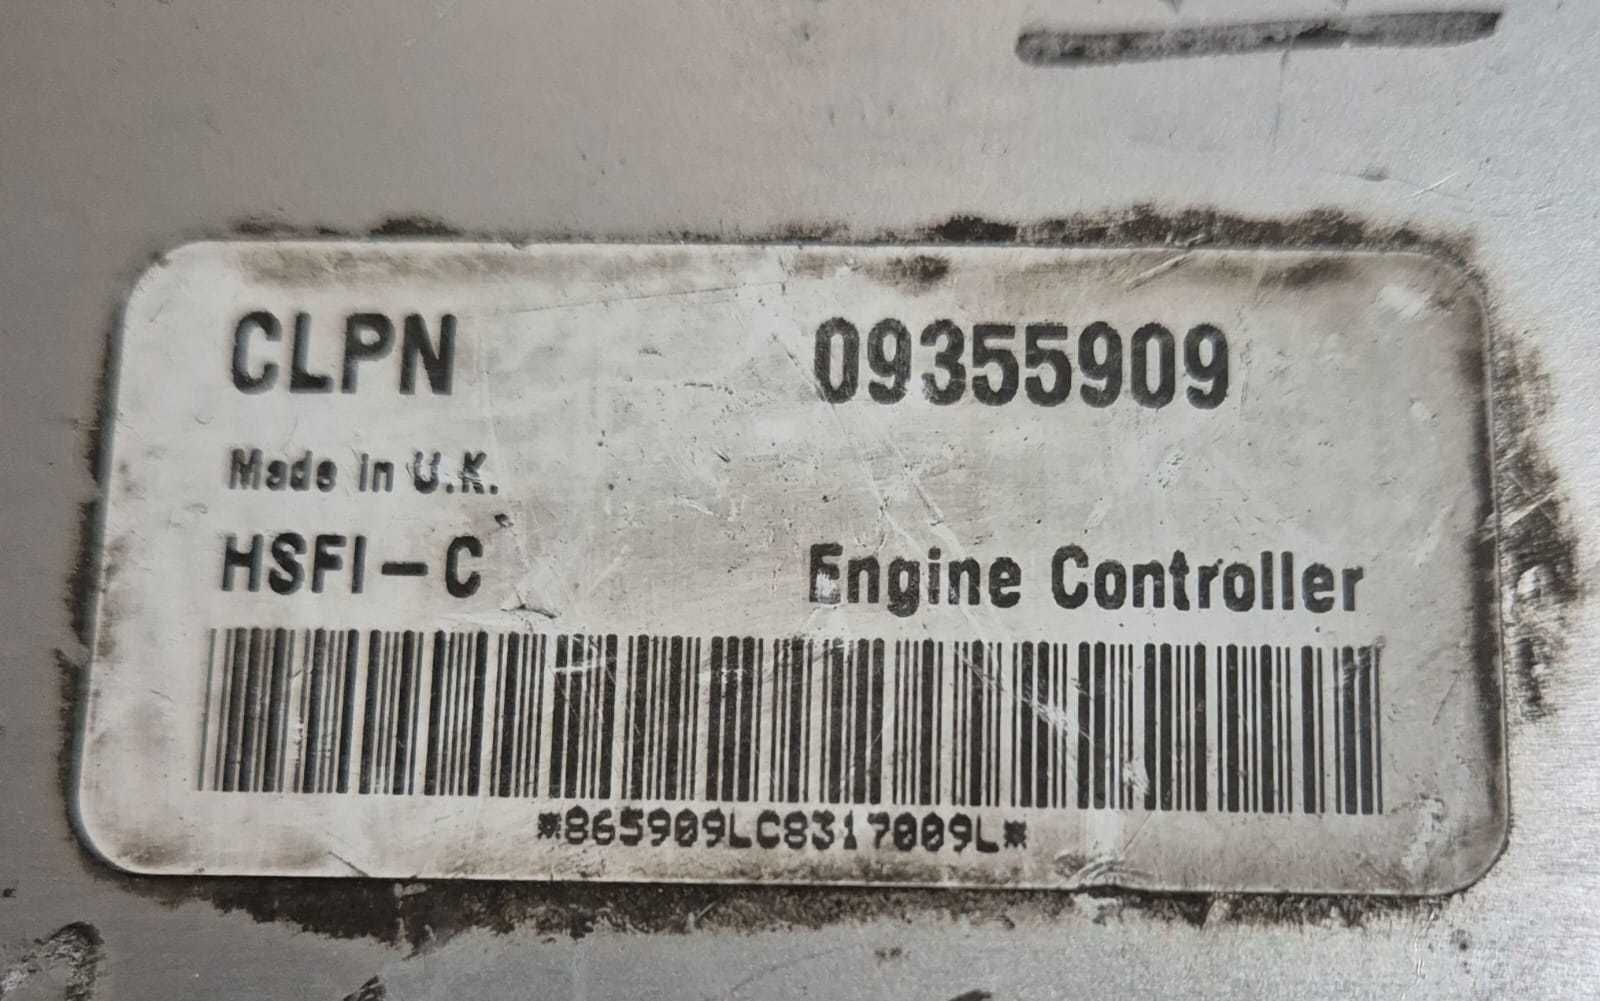 CLPN 09355909
Made in U.K.
HSFI-C Engine Controller
*865909LC8317009L*